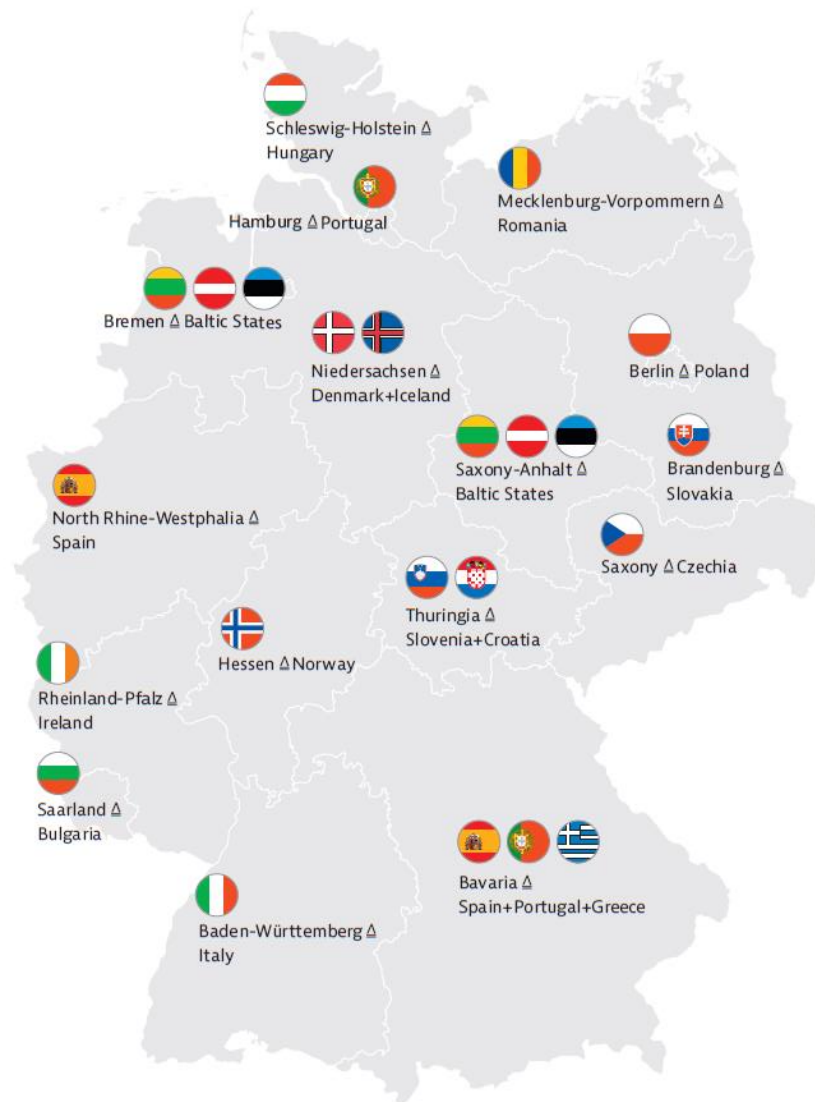 Schleswig-Holstein ≙
Hungary
Mecklenburg-Vorpommern ≙
Romania
Hamburg ≙ Portugal
Bremen ≙ Baltic States
Niedersachsen ≙
Denmark+Iceland
Berlin ≙ Poland
Saxony-Anhalt ≙
Baltic States
Brandenburg ≙
Slovakia
North Rhine-Westphalia ≙
Spain
Saxony ≙ Czechia
Thuringia ≙
Slovenia+Croatia
Hessen ≙ Norway
Rheinland-Pfalz ≙
Ireland
Saarland ≙
Bulgaria
Bavaria ≙
Spain+Portugal+Greece
Baden-Württemberg ≙
Italy